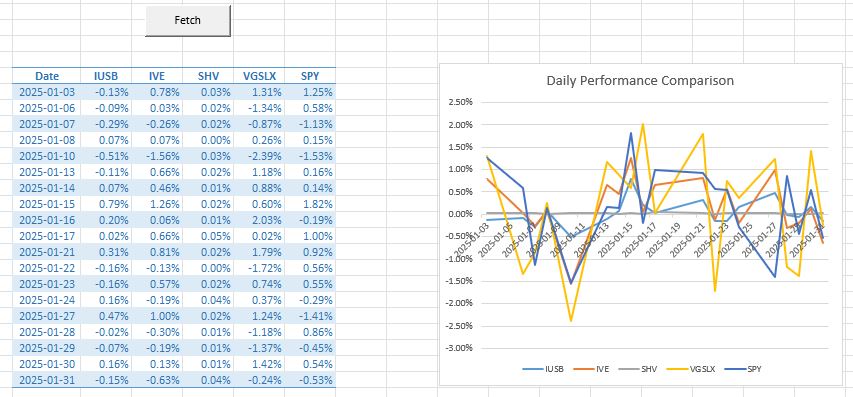 Fetch
Date IUSB IVE SHV VGSLX SPY
2025-01-03 -0.13% 0.78% 0.03% 1.31% 1.25%
2025-01-06 -0.09% 0.03% 0.02% -1.34% 0.58%
2025-01-07 -0.29% -0.26% 0.02% -0.87% -1.13%
2025-01-08 0.07% 0.07% 0.00% 0.26% 0.15%
2025-01-10 -0.51% -1.56% 0.03% -2.39% -1.53%
2025-01-13 -0.11% 0.66% 0.02% 1.18% 0.16%
2025-01-14 0.07% 0.46% 0.01% 0.88% 0.14%
2025-01-15 0.79% 1.26% 0.02% 0.60% 1.82%
2025-01-16 0.20% 0.06% 0.01% 2.03% -0.19%
2025-01-17 0.02% 0.66% 0.05% 0.02% 1.00%
2025-01-21 0.31% 0.81% 0.02% 1.79% 0.92%
2025-01-22 -0.16% -0.13% 0.00% -1.72% 0.56%
2025-01-23 -0.16% 0.57% 0.02% 0.74% 0.55%
2025-01-24 0.16% -0.19% 0.04% 0.37% -0.29%
2025-01-27 0.47% 1.00% 0.02% 1.24% -1.41%
2025-01-28 -0.02% -0.30% 0.01% -1.18% 0.86%
2025-01-29 -0.07% -0.19% 0.01% -1.37% -0.45%
2025-01-30 0.16% 0.13% 0.01% 1.42% 0.54%
2025-01-31 -0.15% -0.63% 0.04% -0.24% -0.53%
Daily Performance Comparison
2.50%
2.00%
1.50%
1.00%
0.50%
0.00%
-0.50%
-1.00%
-1.50%
-2.00%
-2.50%
-3.00%
2025-01-03
2025-01-05
2025-01-11
2025-01-13
2025-01-15
2025-01-17
2025-01-19
2025-01-21
2025-01-23
2025-01-25
2025-01-27
IUSB IVE SHV VGSLX SPY